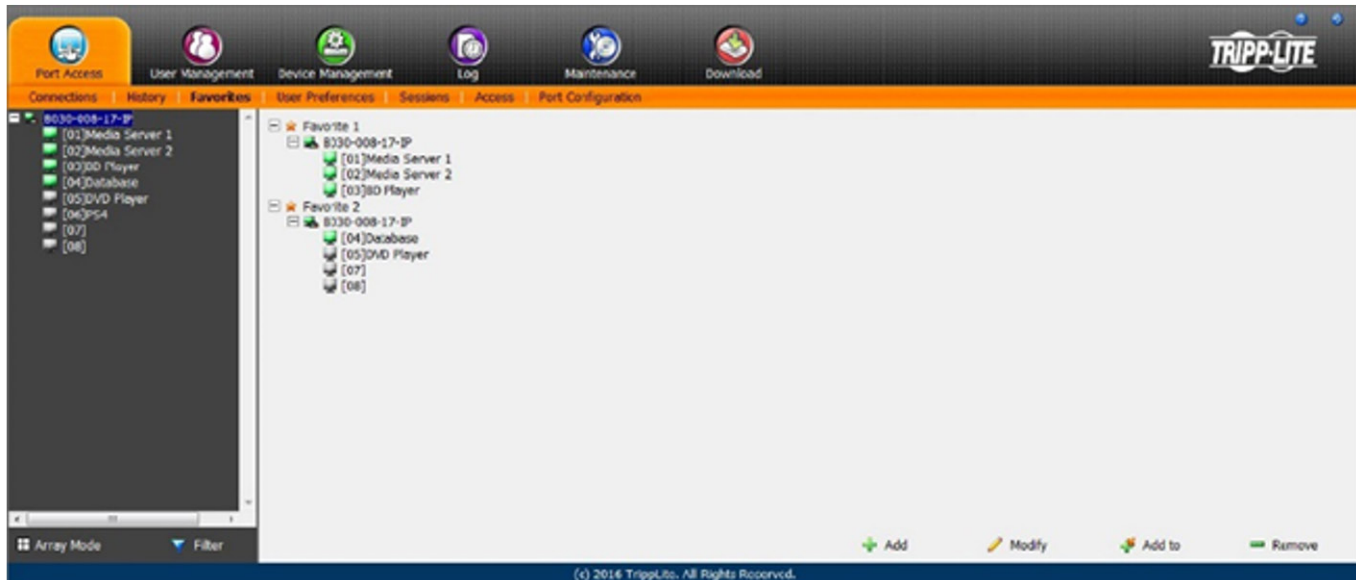 TRIPP·LITE
Port Access User Management Device Management Log Maintenance Download
Connections | History | Favorites | User Preferences | Sessions | Access | Port Configuration
B030-008-17-IP
[01]Media Server 1
[02]Media Server 2
[03]BD Player
[04]Database
[05]DVD Player
[06]PS4
[07]
[08]
Favorite 1
B030-008-17-IP
[01]Media Server 1
[02]Media Server 2
[03]BD Player
Favorite 2
B030-008-17-IP
[04]Database
[05]DVD Player
[07]
[08]
Array Mode Filter
Add Modify Add to Remove
(c) 2016 TrippLite. All Rights Reserved.